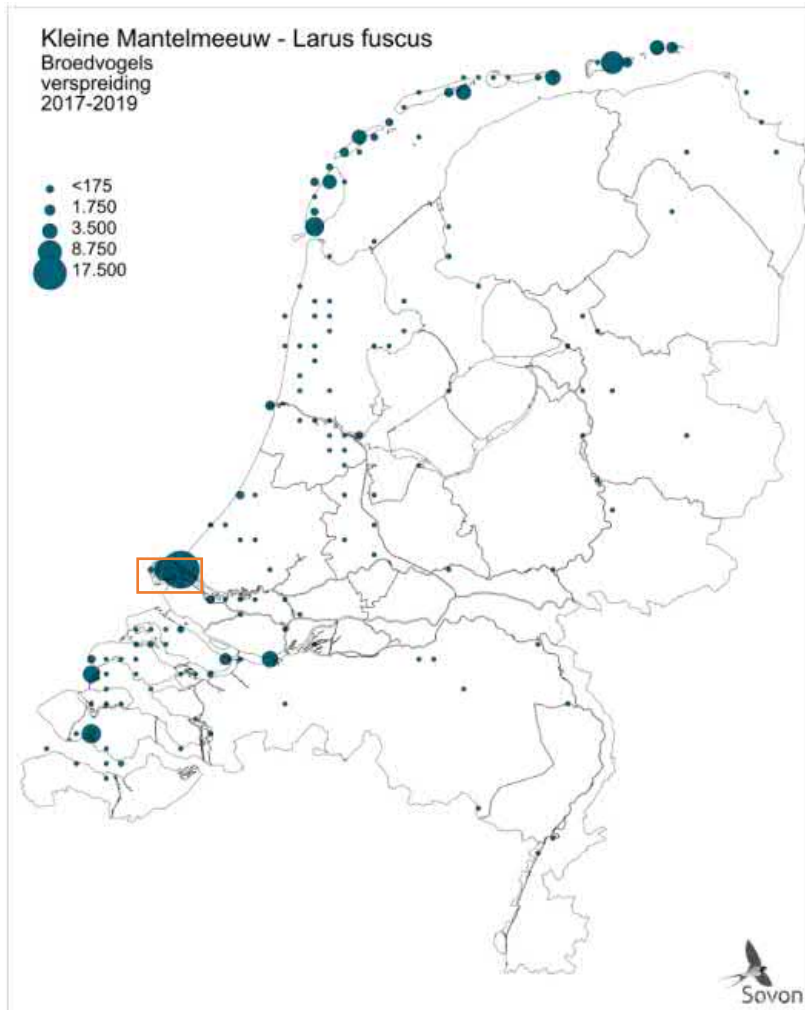 Kleine Mantelmeeuw - Larus fuscus
Broedvogels
verspreiding
2017-2019
<175
1.750
3.500
8.750
17.500
Sovon